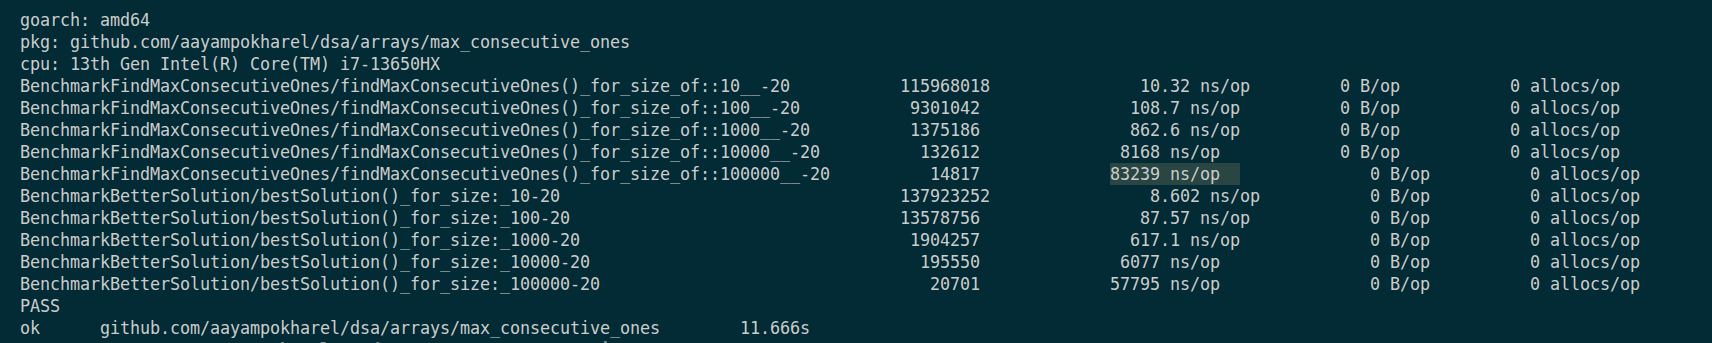 goarch: amd64
pkg: github.com/aayampokharel/dsa/arrays/max_consecutive_ones
cpu: 13th Gen Intel(R) Core(TM) i7-13650HX
BenchmarkFindMaxConsecutiveOnes/findMaxConsecutiveOnes()_for_size_of::10__-20 115968018 10.32 ns/op 0 B/op 0 allocs/op
BenchmarkFindMaxConsecutiveOnes/findMaxConsecutiveOnes()_for_size_of::100__-20 9301042 108.7 ns/op 0 B/op 0 allocs/op
BenchmarkFindMaxConsecutiveOnes/findMaxConsecutiveOnes()_for_size_of::1000__-20 1375186 862.6 ns/op 0 B/op 0 allocs/op
BenchmarkFindMaxConsecutiveOnes/findMaxConsecutiveOnes()_for_size_of::10000__-20 132612 8168 ns/op 0 B/op 0 allocs/op
BenchmarkFindMaxConsecutiveOnes/findMaxConsecutiveOnes()_for_size_of::100000__-20 14817 83239 ns/op 0 B/op 0 allocs/op
BenchmarkBetterSolution/bestSolution()_for_size:_10-20 137923252 8.602 ns/op 0 B/op 0 allocs/op
BenchmarkBetterSolution/bestSolution()_for_size:_100-20 13578756 87.57 ns/op 0 B/op 0 allocs/op
BenchmarkBetterSolution/bestSolution()_for_size:_1000-20 1904257 617.1 ns/op 0 B/op 0 allocs/op
BenchmarkBetterSolution/bestSolution()_for_size:_10000-20 195550 6077 ns/op 0 B/op 0 allocs/op
BenchmarkBetterSolution/bestSolution()_for_size:_100000-20 20701 57795 ns/op 0 B/op 0 allocs/op
PASS
ok github.com/aayampokharel/dsa/arrays/max_consecutive_ones 11.666s